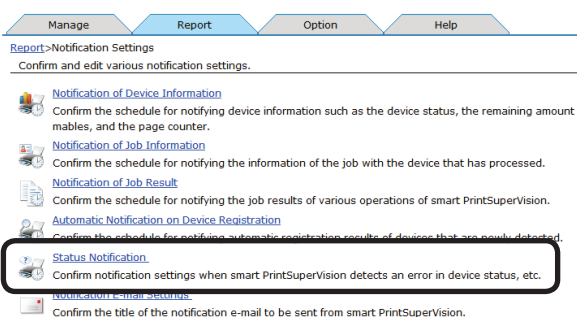 Manage Report Option Help
Report>Notification Settings
Confirm and edit various notification settings.
Notification of Device Information
Confirm the schedule for notifying device information such as the device status, the remaining amount
mables, and the page counter.
Notification of Job Information
Confirm the schedule for notifying the information of the job with the device that has processed.
Notification of Job Result
Confirm the schedule for notifying the job results of various operations of smart PrintSuperVision.
Automatic Notification on Device Registration
Confirm the schedule for notifying automatic registration results of devices that are newly detected.
Status Notification
Confirm notification settings when smart PrintSuperVision detects an error in device status, etc.
Notification E-mail Settings
Confirm the title of the notification e-mail to be sent from smart PrintSuperVision.